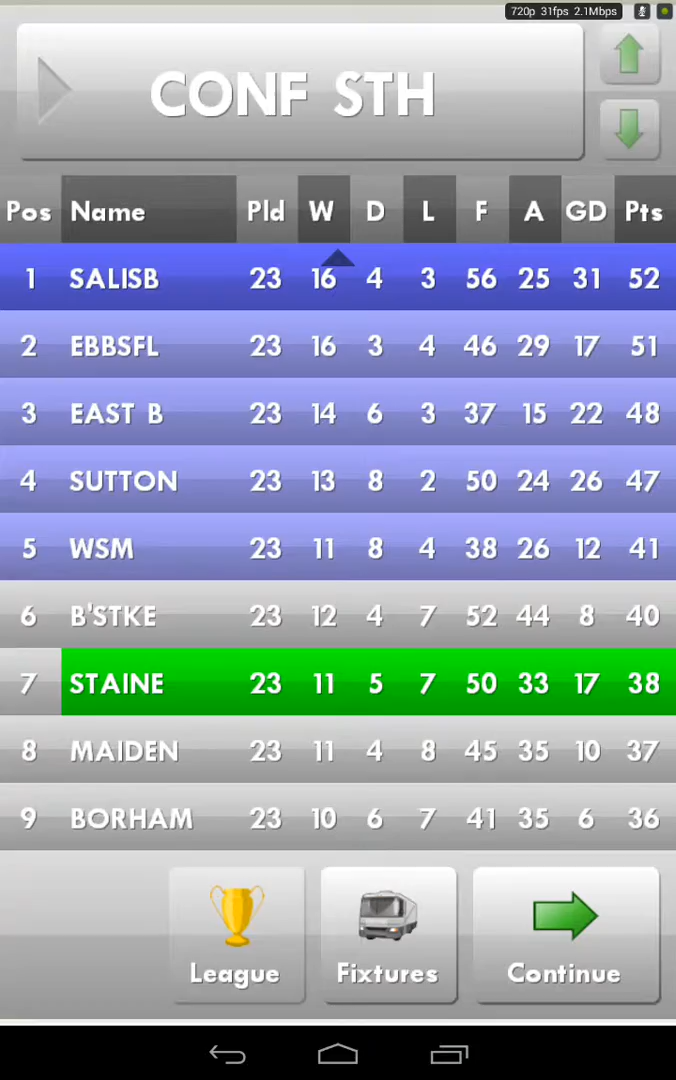 720p 31fps 2.1Mbps
CONF STH
Pos Name Pld W D L F A GD Pts
1 SALISB 23 16 4 3 56 25 31 52
2 EBBSFL 23 16 3 4 46 29 17 51
3 EAST B 23 14 6 3 37 15 22 48
4 SUTTON 23 13 8 2 50 24 26 47
5 WSM 23 11 8 4 38 26 12 41
6 B'STKE 23 12 4 7 52 44 8 40
7 STAINE 23 11 5 7 50 33 17 38
8 MAIDEN 23 11 4 8 45 35 10 37
9 BORHAM 23 10 6 7 41 35 6 36
League Fixtures Continue